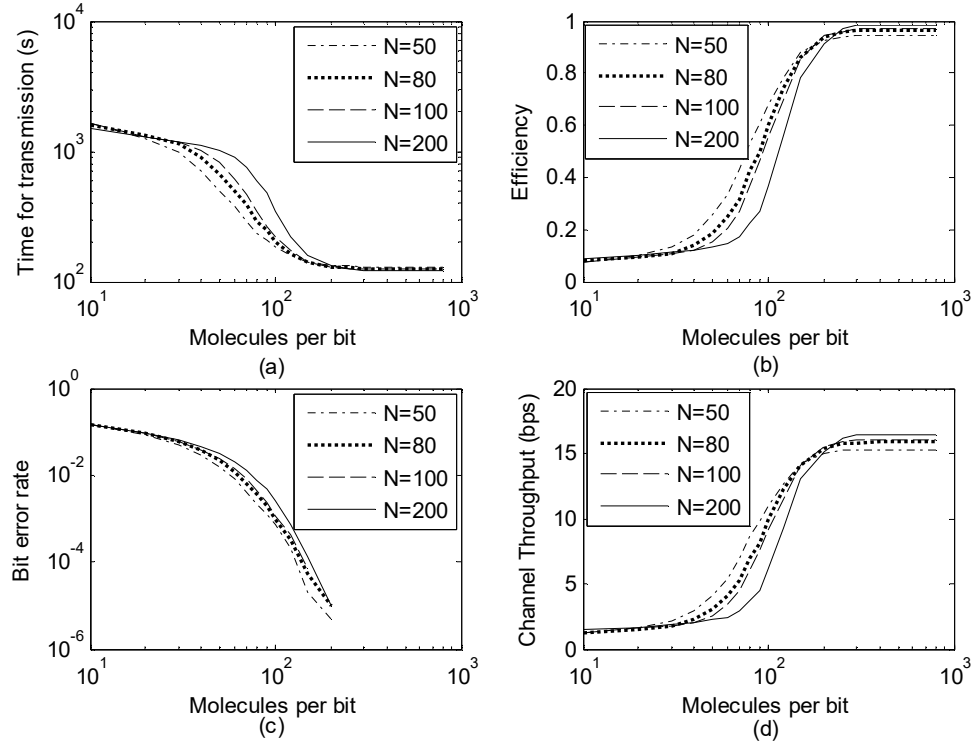 Time for transmission (s)
10^4
10^3
10^2
N=50
N=80
N=100
N=200
10^1
10^2
10^3
Molecules per bit
(a)
Efficiency
1
0.8
0.6
0.4
0.2
0
N=50
N=80
N=100
N=200
10^1
10^2
10^3
Molecules per bit
(b)
Bit error rate
10^0
10^-2
10^-4
10^-6
N=50
N=80
N=100
N=200
10^1
10^2
10^3
Molecules per bit
(c)
Channel Throughput (bps)
20
15
10
5
0
N=50
N=80
N=100
N=200
10^1
10^2
10^3
Molecules per bit
(d)